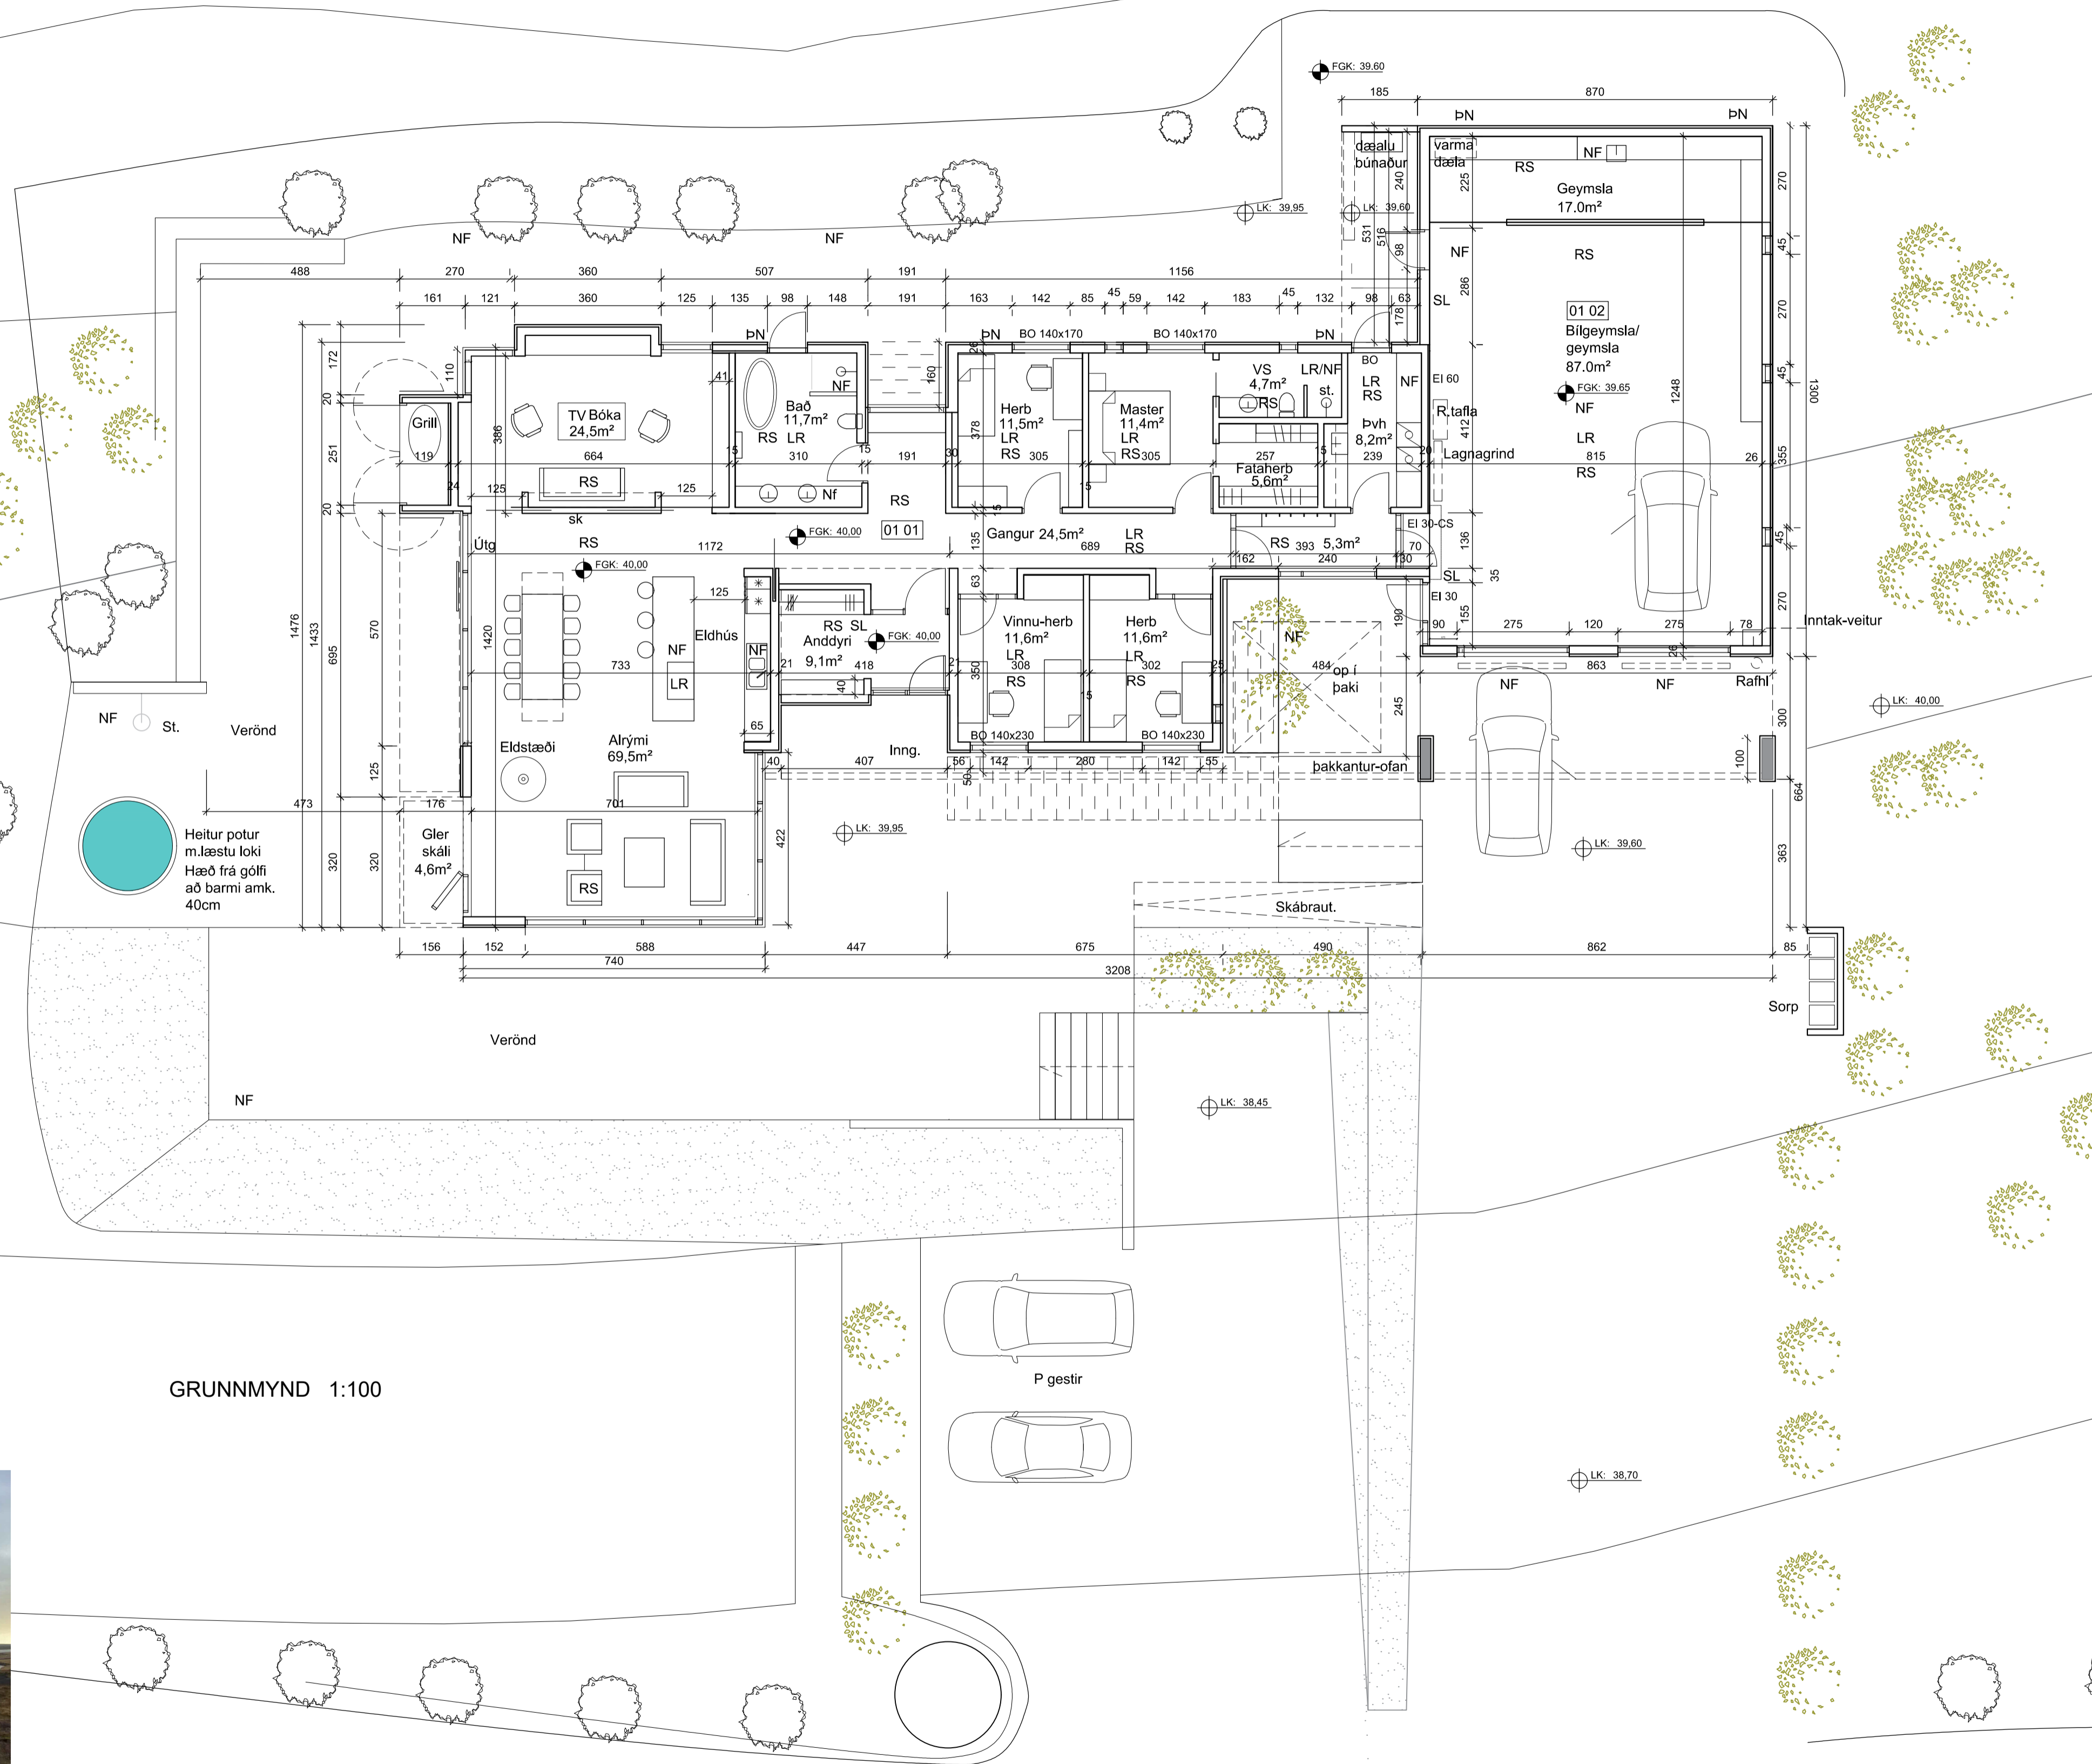 FGK: 39.60
185
870
ÞN
ÞN
dæalu
búnaður
varma
dæla
NF
RS
240
225
270
Geymsla
17.0m²
LK: 39,95
LK: 39,60
531
516
NF
NF
NF
RS
98
45
488
270
360
507
191
1156
286
1248
1300
161
121
360
125
135
98
148
191
163
142
85
45
59
142
183
45
132
98
63
178
SL
270
01 02
Bílgeymsla/
geymsla
87.0m²
FGK: 39.65
NF
LR
RS
45
ÞN
ÞN
BO 140x170
BO 140x170
ÞN
BO
172
110
41
26
160
20
Grill
TV Bóka
24,5m²
Bað
11,7m²
RS LR
NF
Herb
11,5m²
LR
RS
Master
11,4m²
LR
RS
VS
4,7m²
RS
LR/NF
st.
LR
RS
NF
EI 60
R.tafla
Þvh
8,2m²
412
251
386
378
119
664
15
310
15
191
30
305
305
257
15
239
20
Lagnagrind
815
26
355
Fataherb
5,6m²
24
125
RS
125
Nf
RS
15
15
20
sk
Útg
RS
1172
FGK: 40,00
01 01
Gangur 24,5m²
LR
RS
689
135
RS 393 5,3m²
70
EI 30-CS
136
45
FGK: 40,00
162
240
130
SL
35
63
EI 30
155
270
125
Eldhús
RS SL
Anddyri
9,1m²
FGK: 40,00
Vinnu-herb
11,6m²
LR
308
RS
Herb
11,6m²
LR
302
RS
NF
190
90
275
120
275
78
Inntak-veitur
1476
1433
695
570
1420
733
NF
LR
NF
21
418
21
40
350
15
25
484
op í
þaki
26
863
NF
NF
Rafhl
LK: 40,00
NF
St.
Verönd
65
245
300
Eldstæði
Alrými
69,5m²
Inng.
BO 140x230
BO 140x230
125
40
407
56
142
280
142
55
50
þakkantur-ofan
100
664
473
176
701
Heitur potur
m.læstu loki
Hæð frá gólfi
að barmi amk.
40cm
Gler
skáli
4,6m²
320
320
422
LK: 39,95
LK: 39,60
363
RS
Skábraut.
156
152
588
447
675
490
862
85
740
3208
Sorp
Verönd
NF
LK: 38,45
P gestir
GRUNNMYND 1:100
LK: 38,70